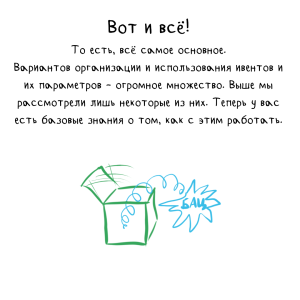 Вот и всё!
То есть, всё самое основное.
Вариантов организации и использования ивентов и
их параметров - огромное множество. Выше мы
рассмотрели лишь некоторые из них. Теперь у вас
есть базовые знания о том, как с этим работать.
БАЦ